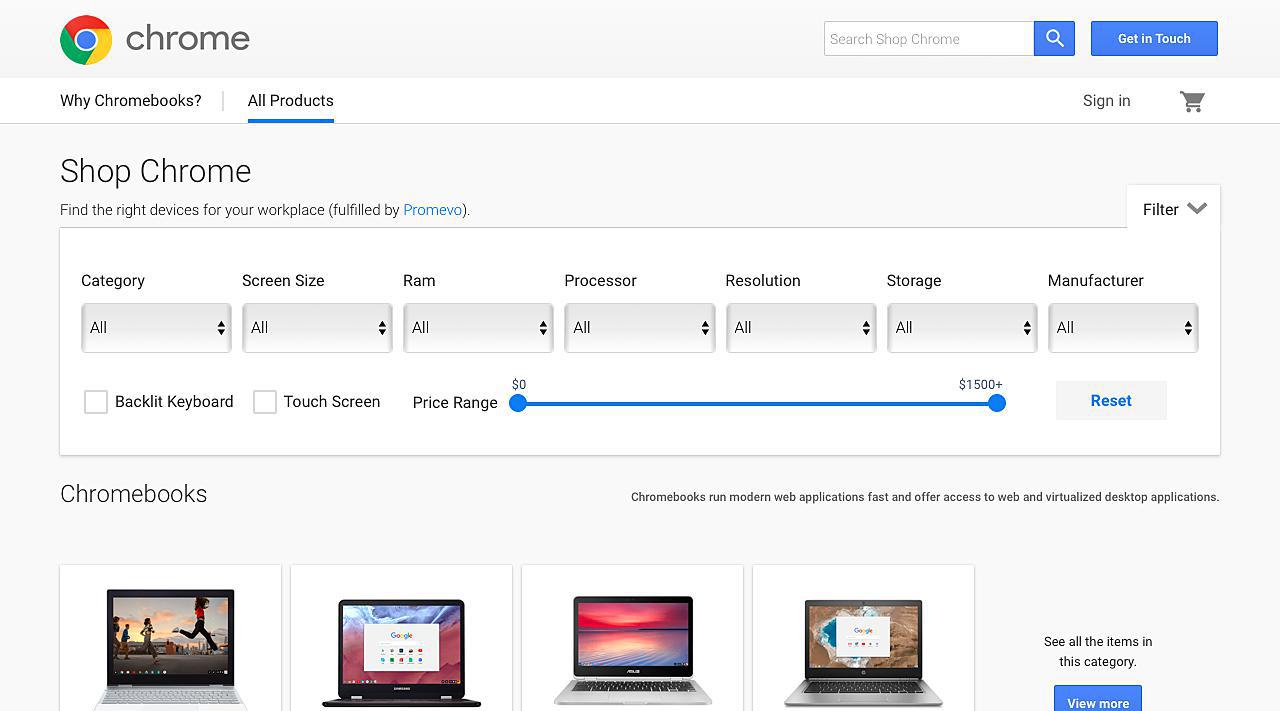 chrome
Search Shop Chrome
Get in Touch
Why Chromebooks?
All Products
Sign in
Shop Chrome
Find the right devices for your workplace (fulfilled by Promevo).
Filter
Category
Screen Size
Ram
Processor
Resolution
Storage
Manufacturer
All
All
All
All
All
All
All
Backlit Keyboard
Touch Screen
Price Range
$0
$1500+
Reset
Chromebooks
Chromebooks run modern web applications fast and offer access to web and virtualized desktop applications.
Google
SAMSUNG
ASUS
Google
See all the items in
this category.
View more